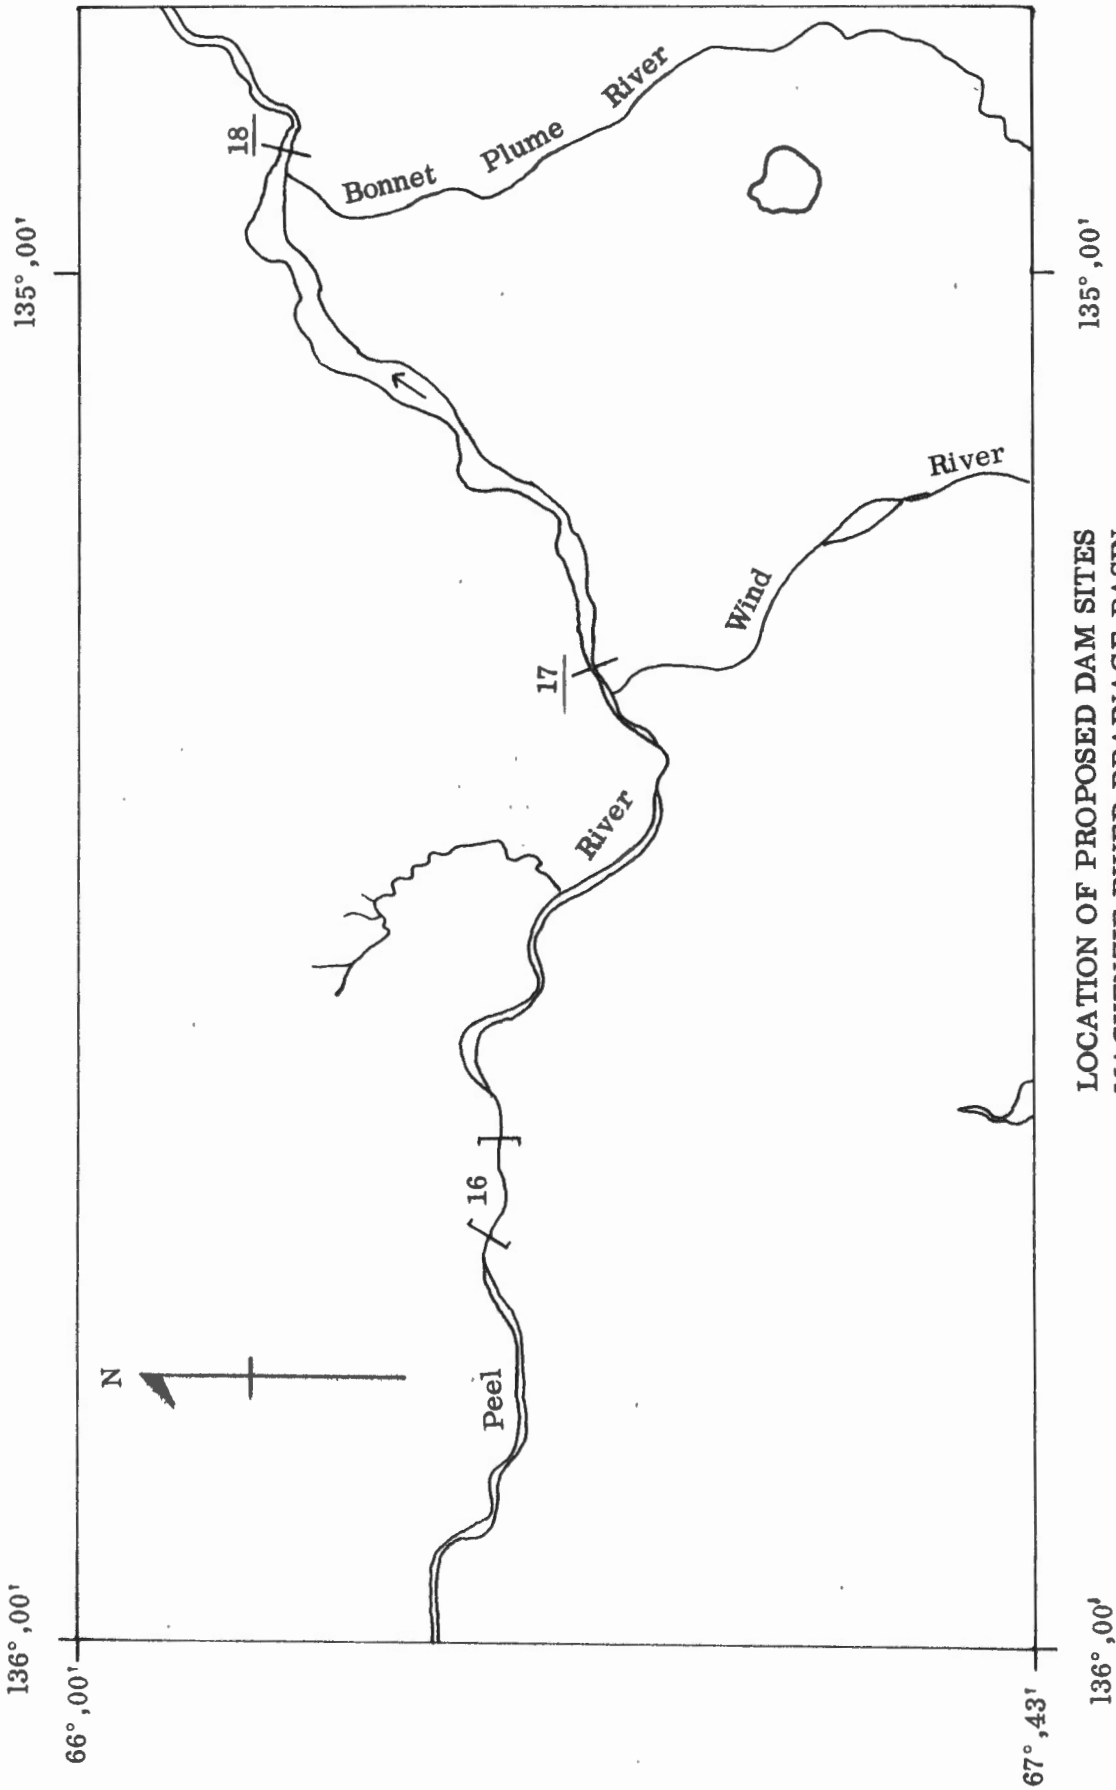 136°,00'
135°,00'
66°,00'
N
18
Bonnet Plume River
17
River
16
Peel
Wind River
67°,43'
136°,00'
135°,00'
LOCATION OF PROPOSED DAM SITES